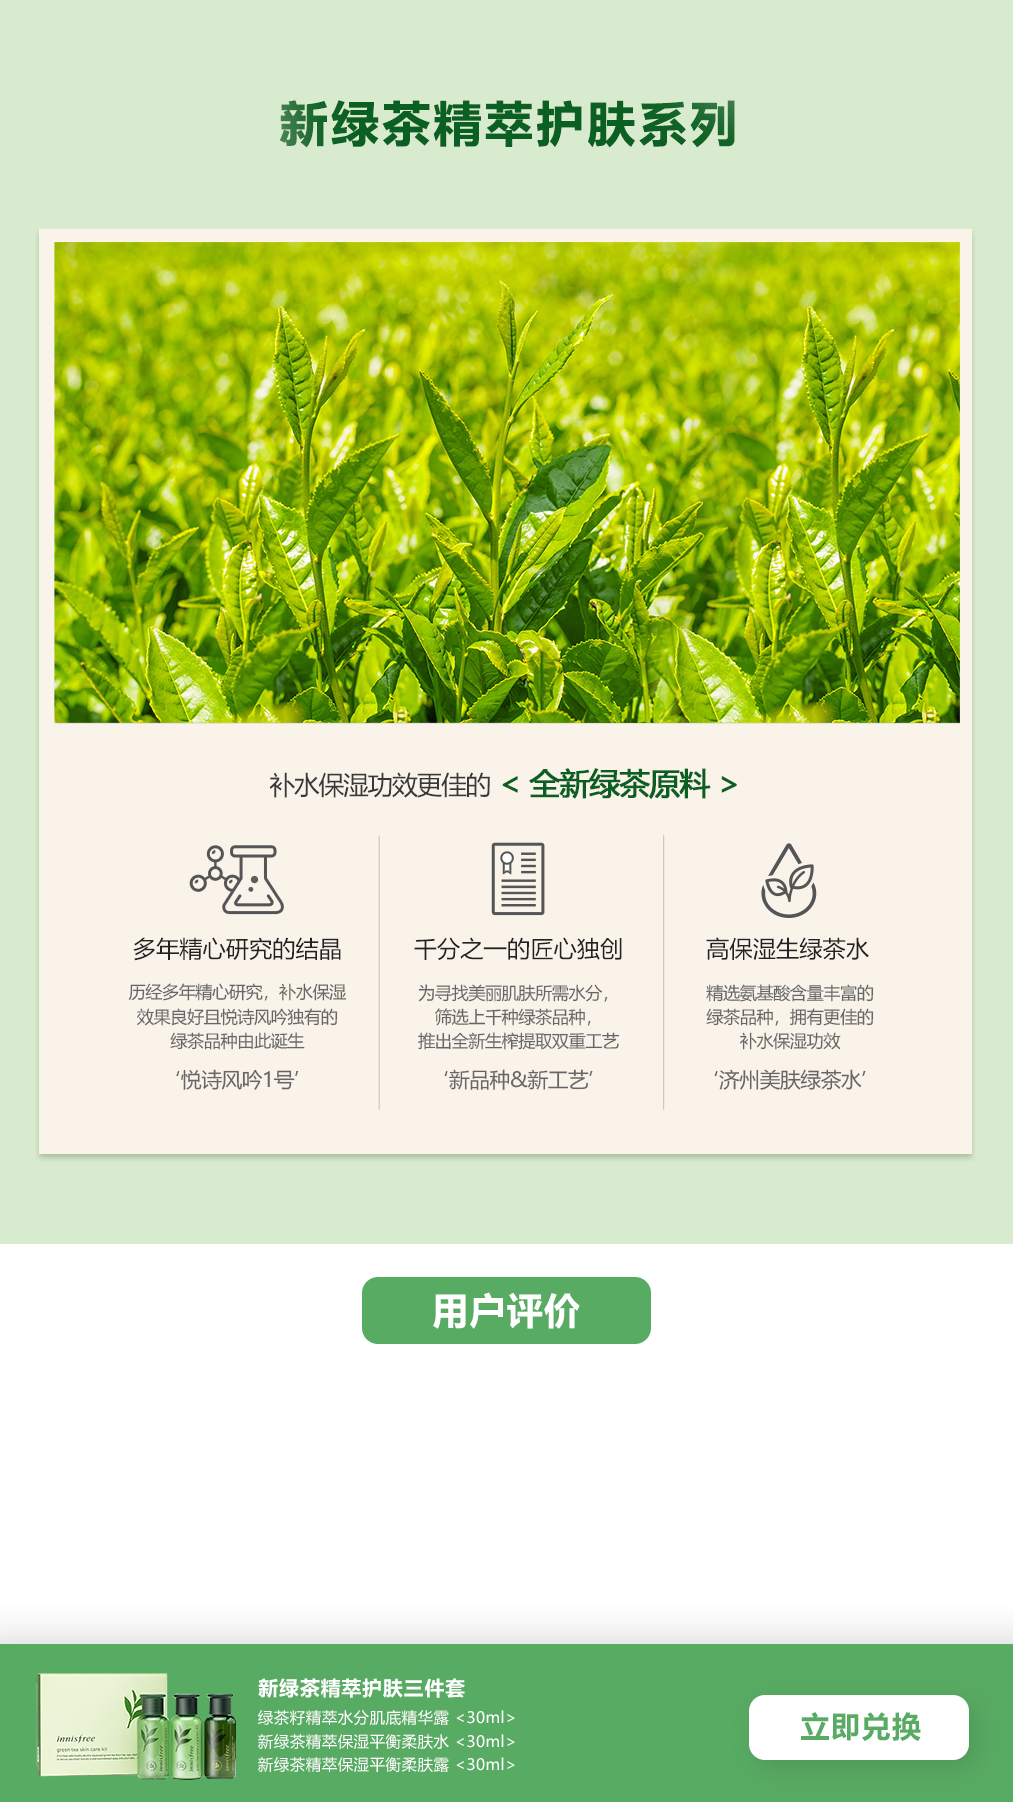 新绿茶精萃护肤系列
补水保湿功效更佳的 < 全新绿茶原料 >
多年精心研究的结晶
历经多年精心研究，补水保湿
效果良好且悦诗风吟独有的
绿茶品种由此诞生
‘悦诗风吟1号’
千分之一的匠心独创
为寻找美丽肌肤所需水分，
筛选上千种绿茶品种，
推出全新生榨提取双重工艺
‘新品种&新工艺’
高保湿生绿茶水
精选氨基酸含量丰富的
绿茶品种，拥有更佳的
补水保湿功效
‘济州美肤绿茶水’
用户评价
innisfree
green tea skin care kit
新绿茶精萃护肤三件套
绿茶籽精萃水分肌底精华露 <30ml>
新绿茶精萃保湿平衡柔肤水 <30ml>
新绿茶精萃保湿平衡柔肤露 <30ml>
立即兑换